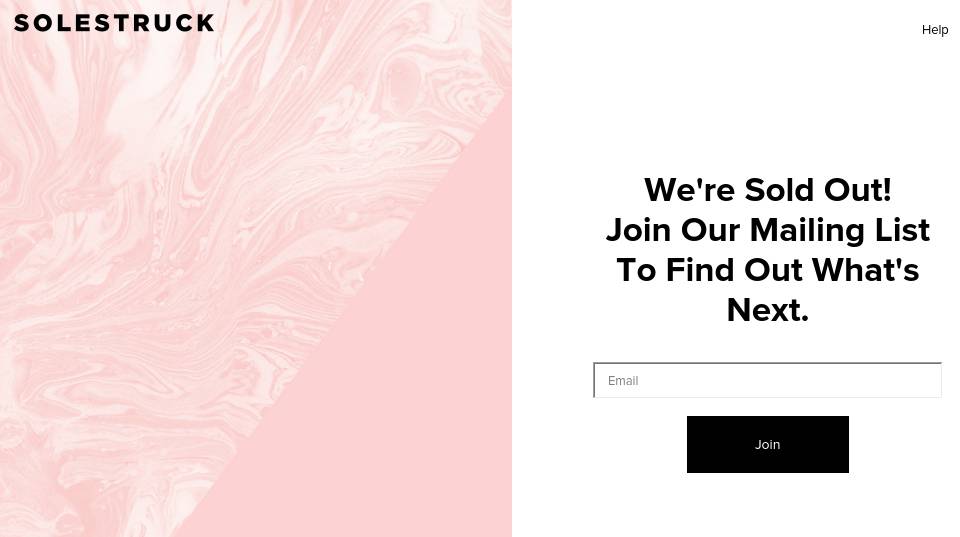 SOLESTRUCK
Help
We're Sold Out!
Join Our Mailing List
To Find Out What's
Next.
Email
Join